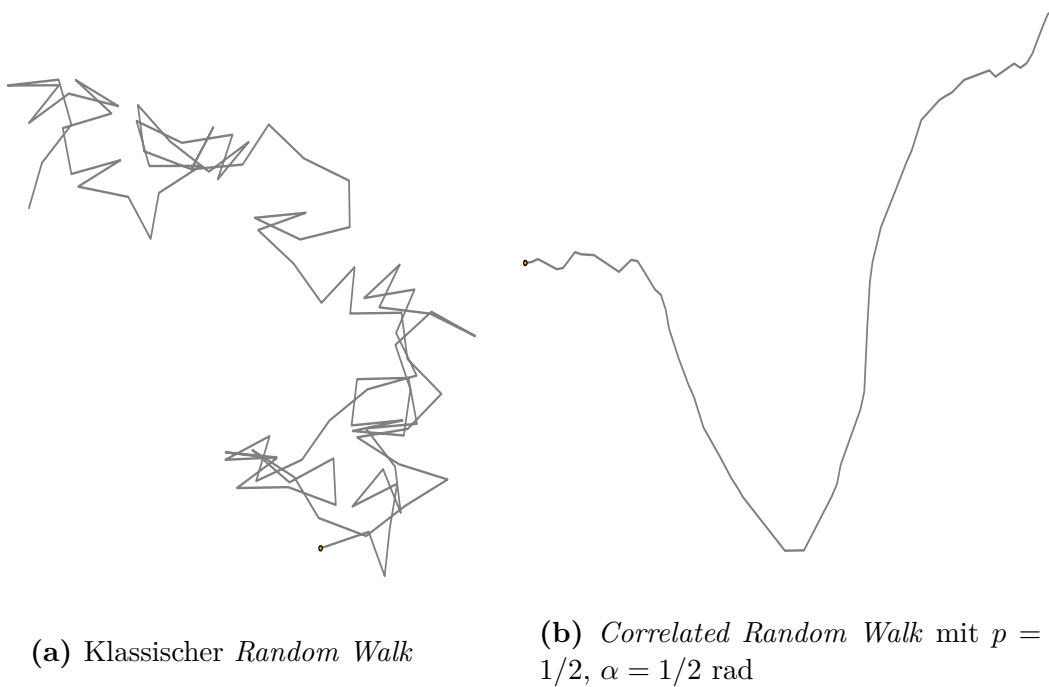 (a) Klassischer Random Walk
(b) Correlated Random Walk mit p =
1/2, α = 1/2 rad